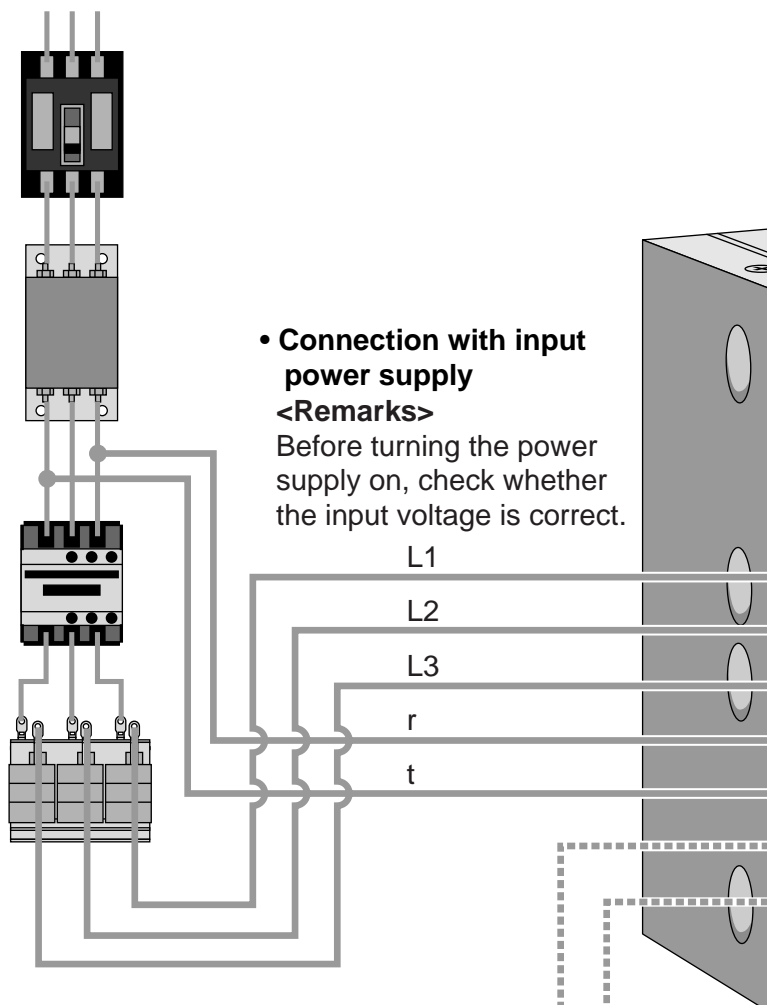 • Connection with input
power supply
<Remarks>
Before turning the power
supply on, check whether
the input voltage is correct.
L1
L2
L3
r
t